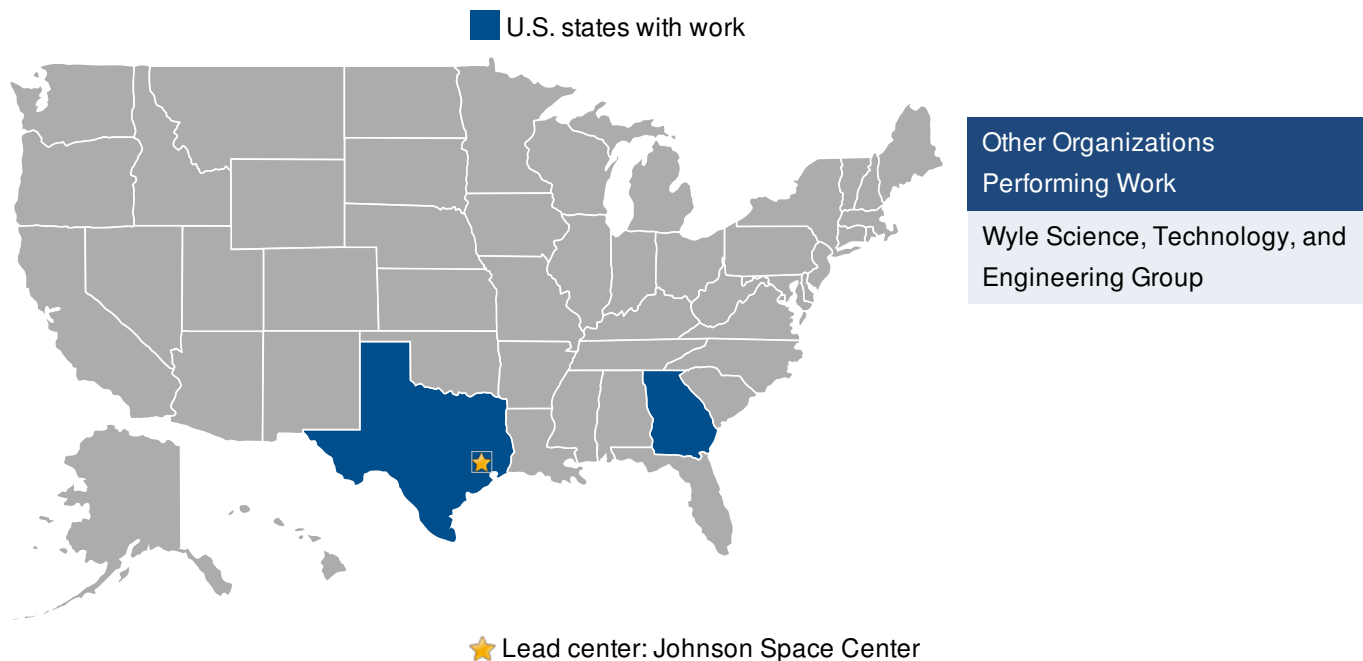 U.S. states with work
Other Organizations
Performing Work
Wyle Science, Technology, and
Engineering Group
Lead center: Johnson Space Center